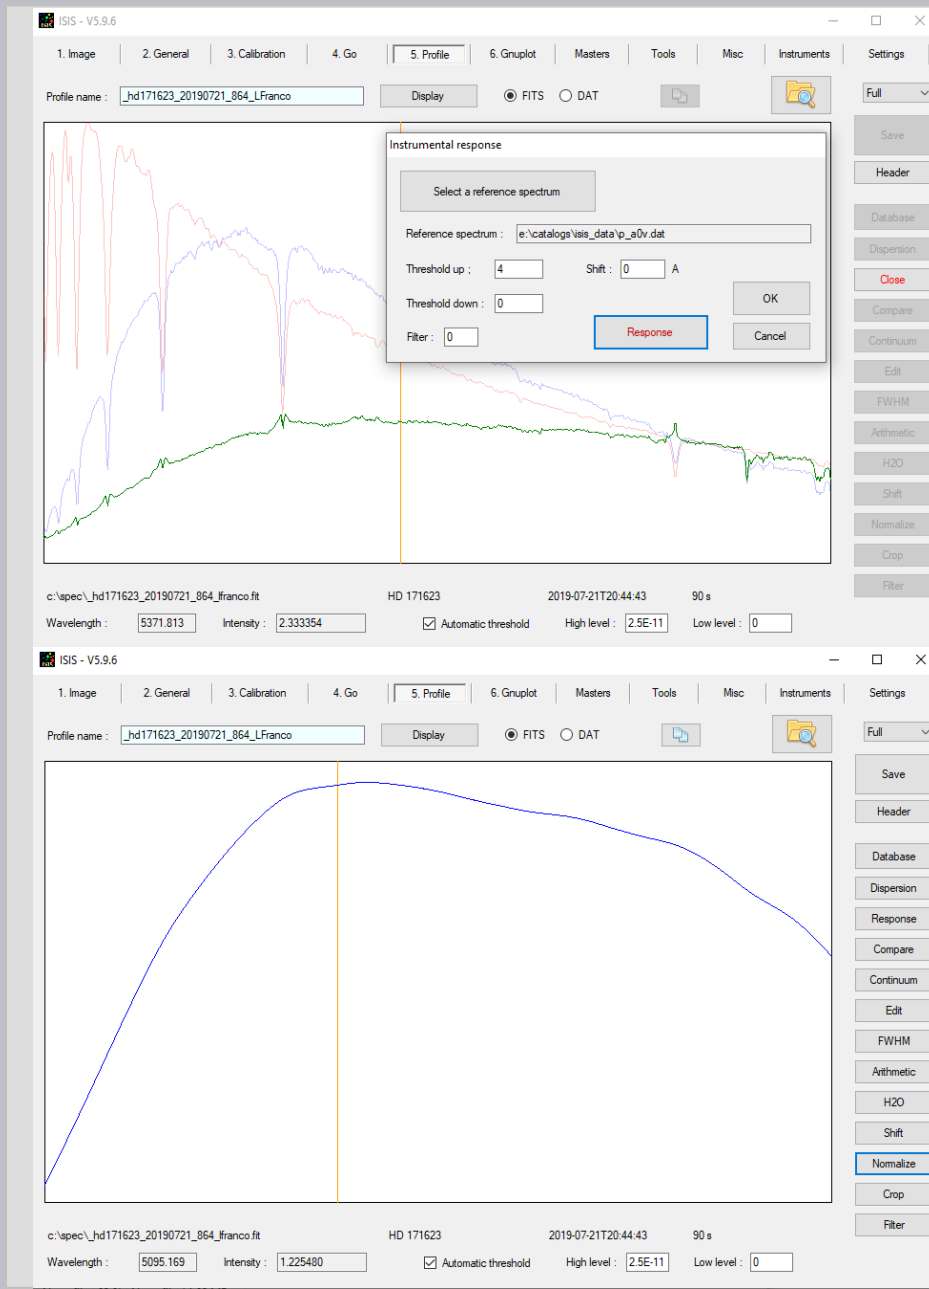 ISIS - V5.9.6
1. Image 2. General 3. Calibration 4. Go 5. Profile 6. Gnuplot Masters Tools Misc Instruments Settings
Profile name : _hd171623_20190721_864_LFranco Display FITS DAT Full
Save
Instrumental response
Header
Select a reference spectrum
Database
Reference spectrum : e:\catalogs\isis_data\p_a0v.dat
Dispersion
Threshold up : 4 Shift : 0 A
Close
Threshold down : 0 OK
Compare
Filter : 0 Response Cancel
Continuum
Edit
FWHM
Arithmetic
H2O
Shift
Normalize
Crop
Filter
c:\spec\_hd171623_20190721_864_lfranco.fit HD 171623 2019-07-21T20:44:43 90 s
Wavelength : 5371.813 Intensity : 2.333354 Automatic threshold High level : 2.5E-11 Low level : 0
ISIS - V5.9.6
1. Image 2. General 3. Calibration 4. Go 5. Profile 6. Gnuplot Masters Tools Misc Instruments Settings
Profile name : _hd171623_20190721_864_LFranco Display FITS DAT Full
Save
Header
Database
Dispersion
Response
Compare
Continuum
Edit
FWHM
Arithmetic
H2O
Shift
Normalize
Crop
Filter
c:\spec\_hd171623_20190721_864_lfranco.fit HD 171623 2019-07-21T20:44:43 90 s
Wavelength : 5095.169 Intensity : 1.225480 Automatic threshold High level : 2.5E-11 Low level : 0